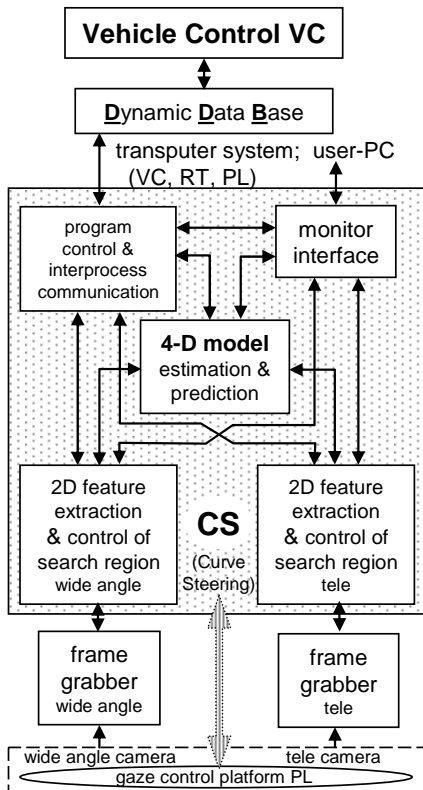 Vehicle Control VC
Dynamic Data Base
transputer system; user-PC
(VC, RT, PL)
program
control &
interprocess
communication
monitor
interface
4-D model
estimation &
prediction
2D feature
extraction
& control of
search region
wide angle
CS
(Curve
Steering)
2D feature
extraction
& control of
search region
tele
frame
grabber
wide angle
frame
grabber
tele
wide angle camera
tele camera
gaze control platform PL